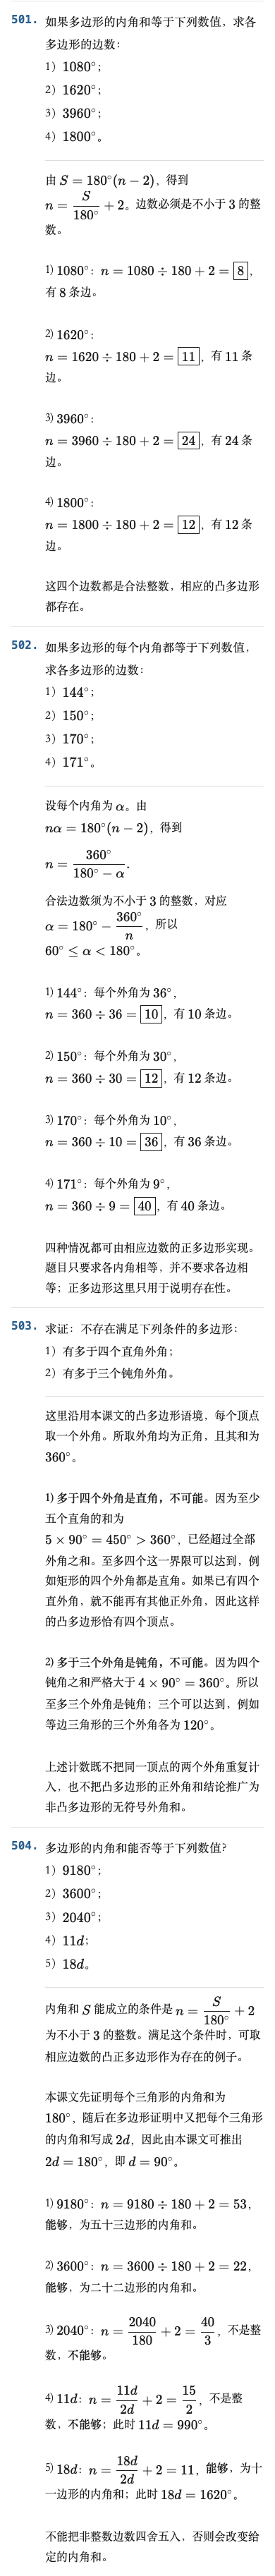 501. 如果多边形的内角和等于下列数值，求各
多边形的边数：
1）1080°；
2）1620°；
3）3960°；
4）1800°。
由 S = 180°(n − 2)，得到
n = S/180° + 2。边数必须是不小于 3 的整
数。
1) 1080°：n = 1080 ÷ 180 + 2 = 8，
有 8 条边。
2) 1620°：
n = 1620 ÷ 180 + 2 = 11，有 11 条
边。
3) 3960°：
n = 3960 ÷ 180 + 2 = 24，有 24 条
边。
4) 1800°：
n = 1800 ÷ 180 + 2 = 12，有 12 条
边。
这四个边数都是合法整数，相应的凸多边形
都存在。
502. 如果多边形的每个内角都等于下列数值，
求各多边形的边数：
1）144°；
2）150°；
3）170°；
4）171°。
设每个内角为 α。由
nα = 180°(n − 2)，得到
n = 360°/(180° − α).
合法边数须为不小于 3 的整数，对应
α = 180° − 360°/n，所以
60° ≤ α < 180°。
1) 144°：每个外角为 36°，
n = 360 ÷ 36 = 10，有 10 条边。
2) 150°：每个外角为 30°，
n = 360 ÷ 30 = 12，有 12 条边。
3) 170°：每个外角为 10°，
n = 360 ÷ 10 = 36，有 36 条边。
4) 171°：每个外角为 9°，
n = 360 ÷ 9 = 40，有 40 条边。
四种情况都可由相应边数的正多边形实现。
题目只要求各内角相等，并不要求各边相
等；正多边形这里只用于说明存在性。
503. 求证：不存在满足下列条件的多边形：
1）有多于四个直角外角；
2）有多于三个钝角外角。
这里沿用本课文的凸多边形语境，每个顶点
取一个外角。所取外角均为正角，且其和为
360°。
1) 多于四个外角是直角，不可能。因为至少
五个直角的和为
5 × 90° = 450° > 360°，已经超过全部
外角之和。至多四个这一界限可以达到，例
如矩形的四个外角都是直角。如果已有四个
直外角，就不能再有其他正外角，因此这样
的凸多边形恰有四个顶点。
2) 多于三个外角是钝角，不可能。因为四个
钝角之和严格大于 4 × 90° = 360°。所以
至多三个外角是钝角；三个可以达到，例如
等边三角形的三个外角各为 120°。
上述计数既不把同一顶点的两个外角重复计
入，也不把凸多边形的正外角和结论推广为
非凸多边形的无符号外角和。
504. 多边形的内角和能否等于下列数值？
1）9180°；
2）3600°；
3）2040°；
4）11d；
5）18d。
内角和 S 能成立的条件是 n = S/180° + 2
为不小于 3 的整数。满足这个条件时，可取
相应边数的凸正多边形作为存在的例子。
本课文先证明每个三角形的内角和为
180°，随后在多边形证明中又把每个三角形
的内角和写成 2d，因此由本课文可推出
2d = 180°，即 d = 90°。
1) 9180°：n = 9180 ÷ 180 + 2 = 53，
能够，为五十三边形的内角和。
2) 3600°：n = 3600 ÷ 180 + 2 = 22，
能够，为二十二边形的内角和。
3) 2040°：n = 2040/180 + 2 = 40/3，不是整
数，不能够。
4) 11d：n = 11d/2d + 2 = 15/2，不是整
数，不能够；此时 11d = 990°。
5) 18d：n = 18d/2d + 2 = 11，能够，为十
一边形的内角和；此时 18d = 1620°。
不能把非整数边数四舍五入，否则会改变给
定的内角和。